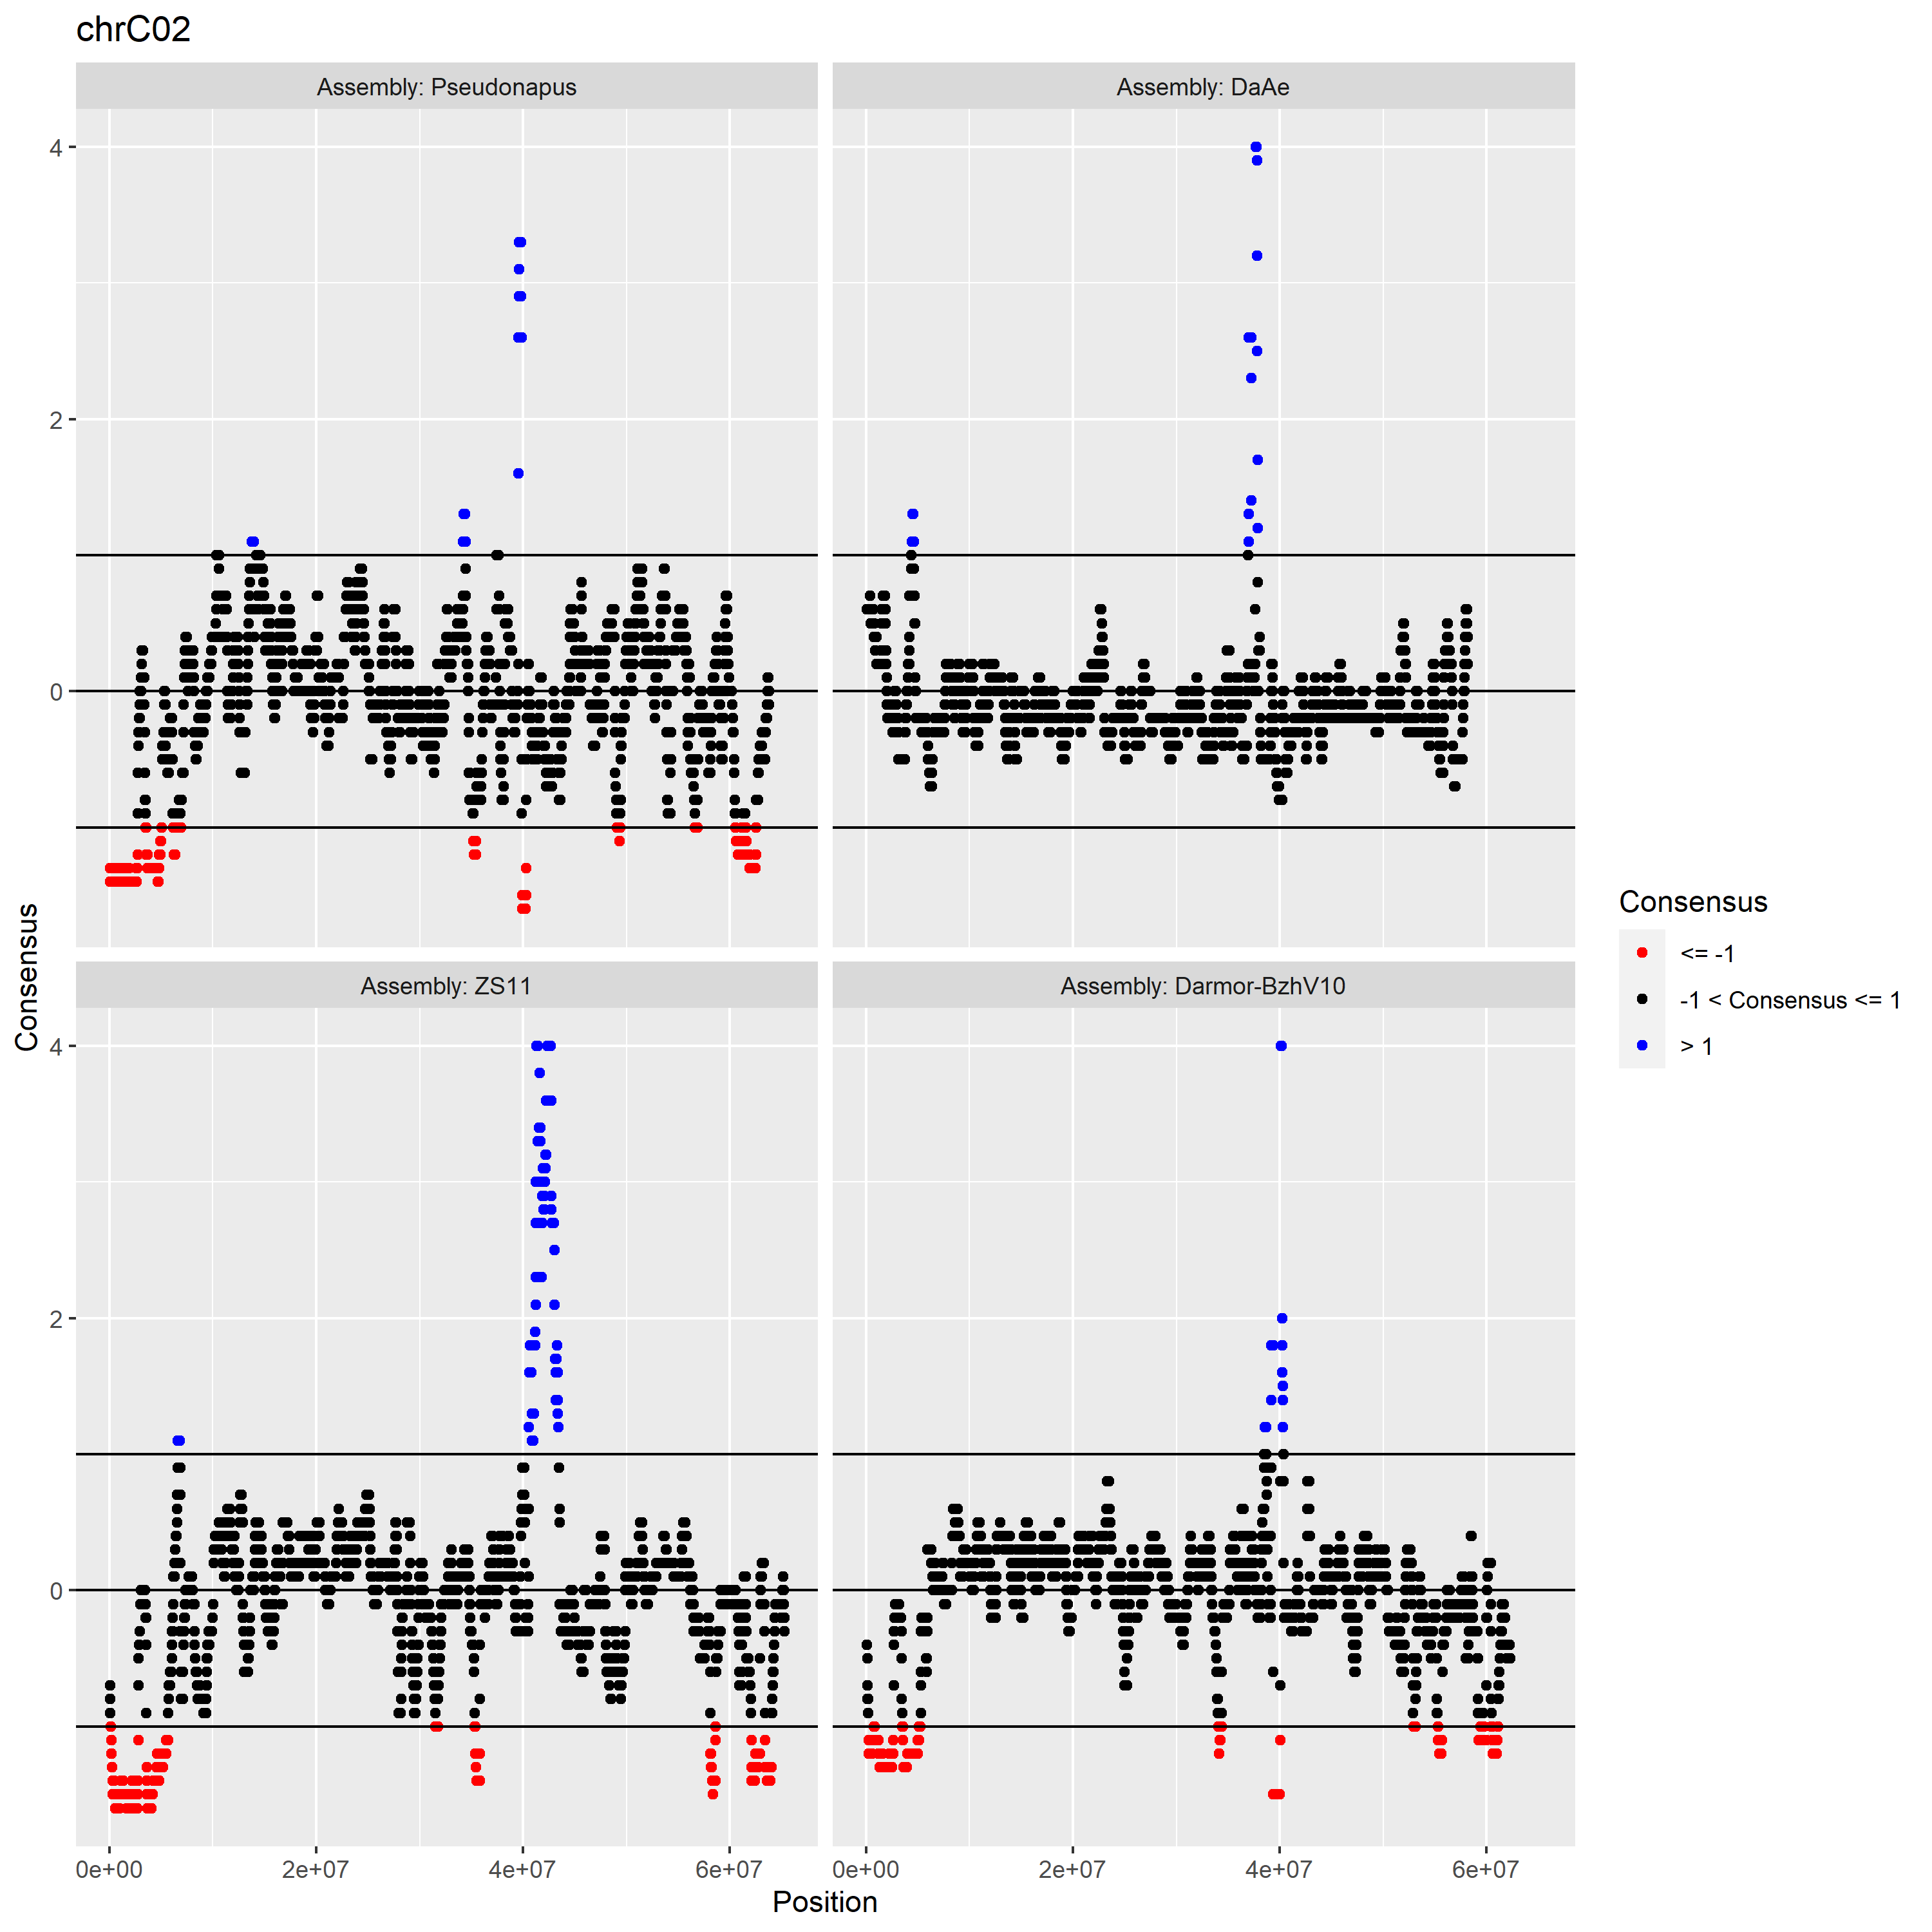 chrC02
Assembly: Pseudonapus
Assembly: DaAe
4
2
0
Assembly: ZS11
Assembly: Darmor-BzhV10
4
2
0
0e+00
2e+07
4e+07
6e+07
0e+00
2e+07
4e+07
6e+07
Position
Consensus
Consensus
<= -1
-1 < Consensus <= 1
> 1